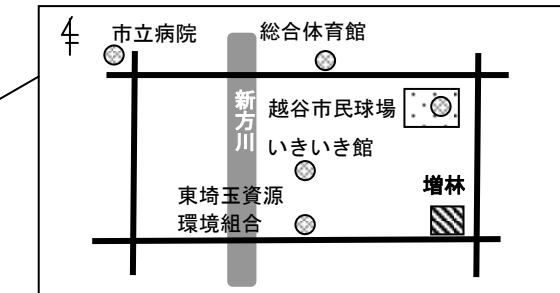 市立病院
総合体育館
新方川
越谷市民球場
いきいき館
増林
東埼玉資源
環境組合